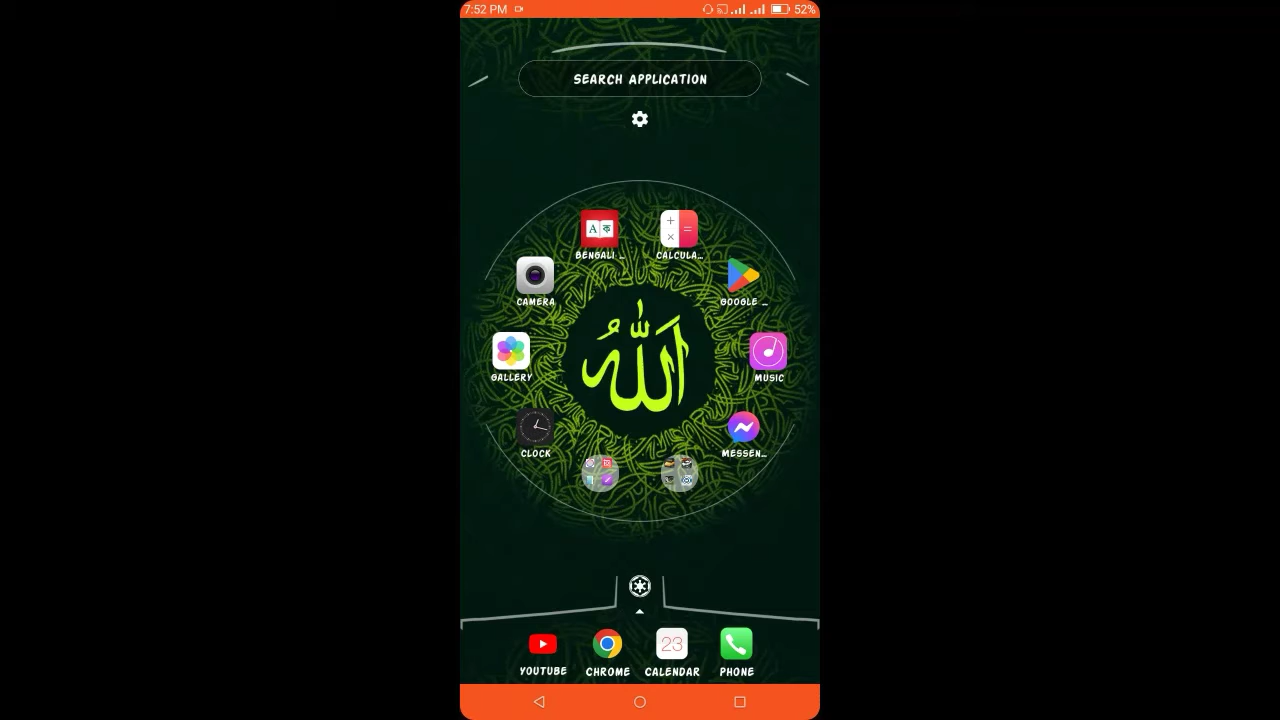 7:52 PM 52%
SEARCH APPLICATION
A ক
BENGALI ..
CALCULA...
CAMERA
GOOGLE ...
الله
GALLERY
MUSIC
CLOCK
MESSEN...
23
YOUTUBE CHROME CALENDAR PHONE